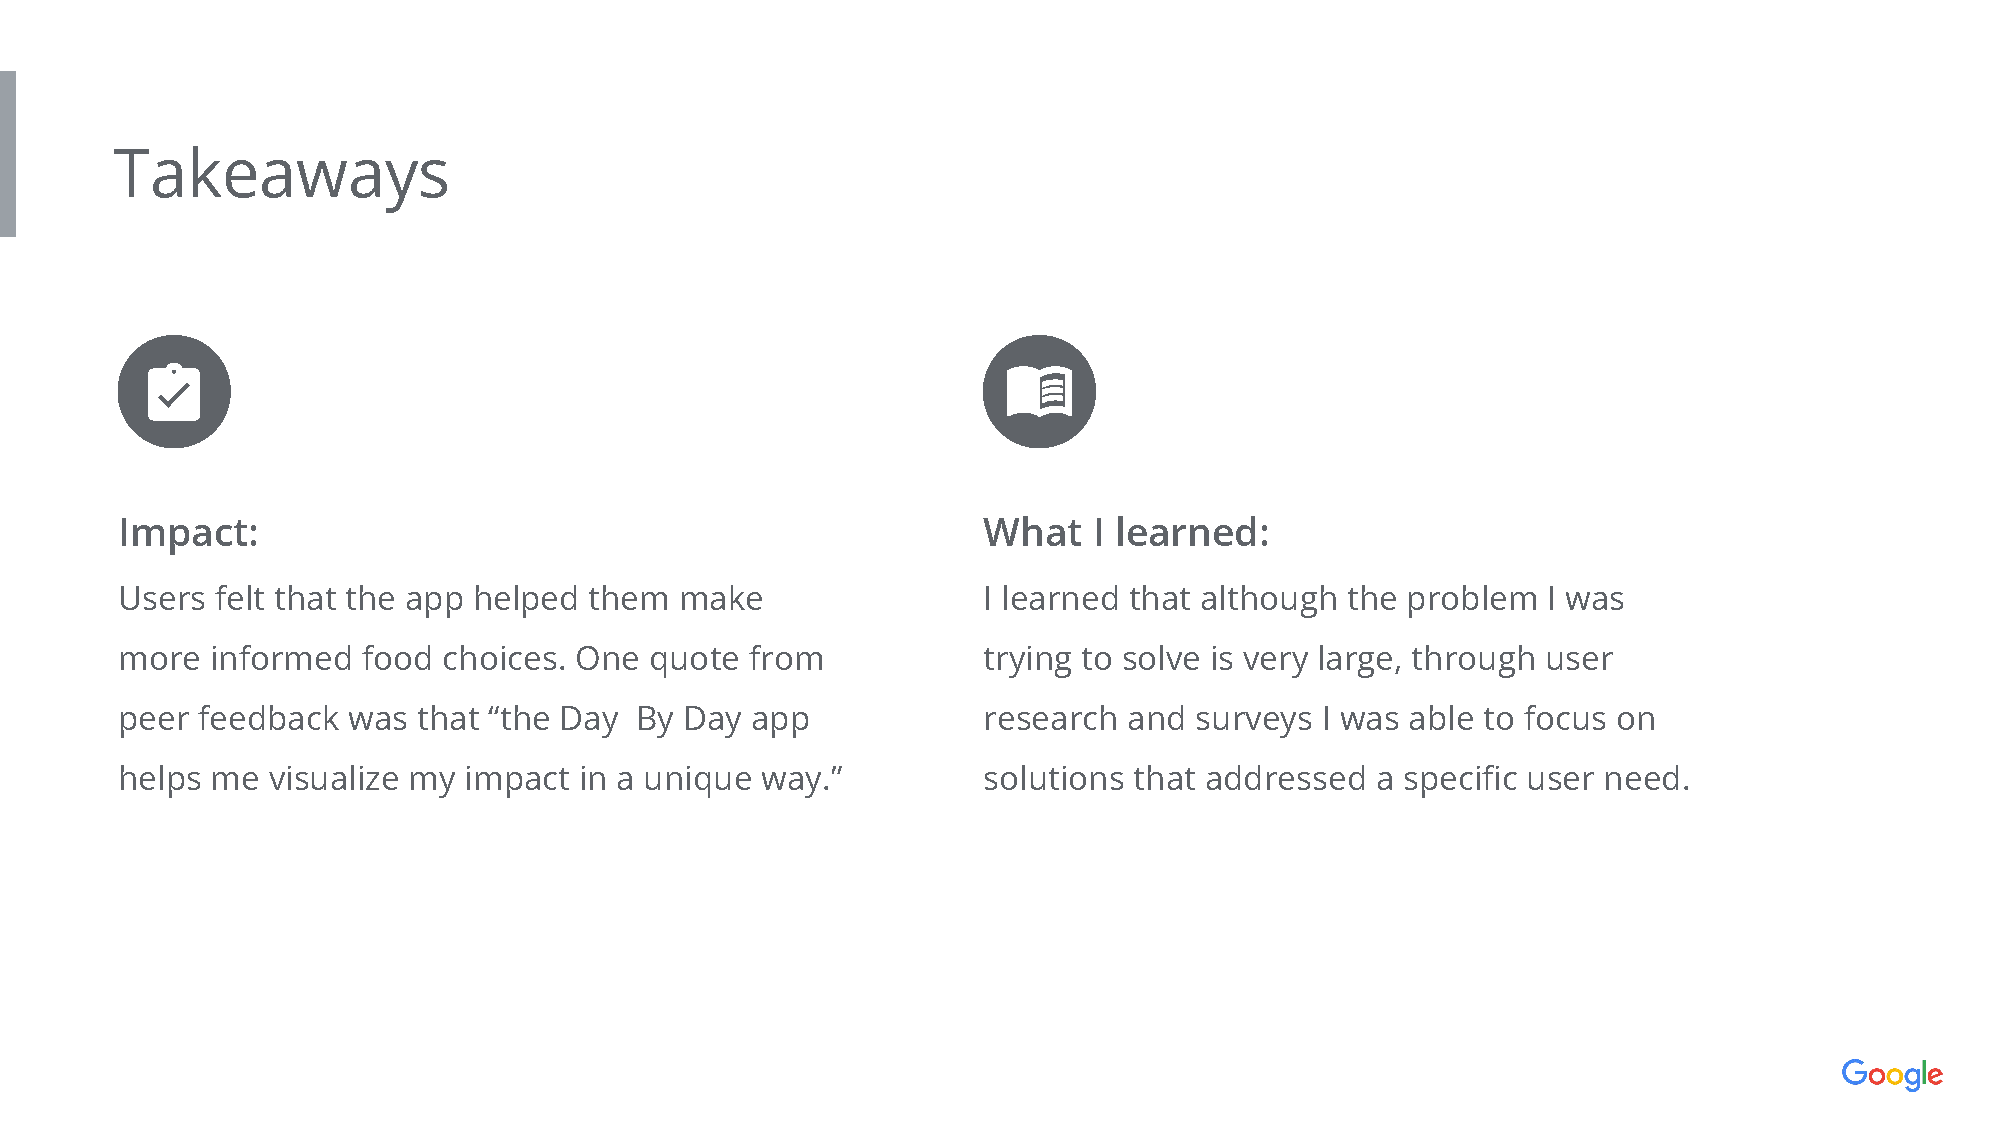 Takeaways
Impact:
Users felt that the app helped them make
more informed food choices. One quote from
peer feedback was that “the Day  By Day app
helps me visualize my impact in a unique way.”
What I learned:
I learned that although the problem I was
trying to solve is very large, through user
research and surveys I was able to focus on
solutions that addressed a specific user need.
Google